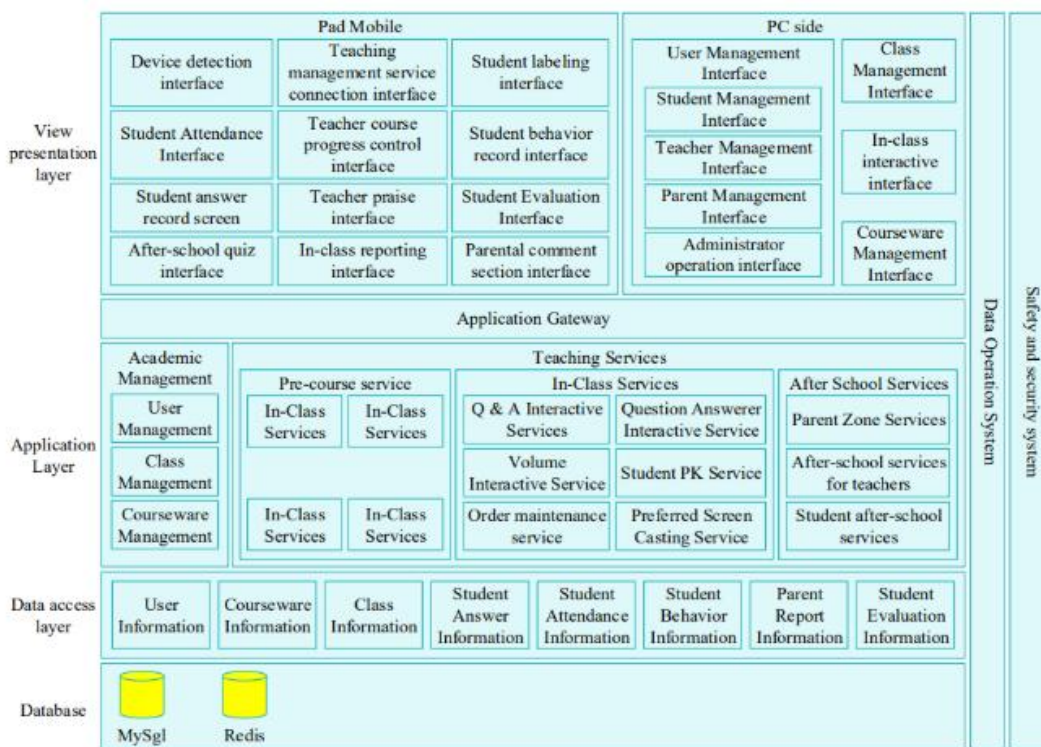 Pad Mobile
Device detection
interface
Teaching
management service
connection interface
Student labeling
interface
Student Attendance
Interface
Teacher course
progress control
interface
Student behavior
record interface
Student answer
record screen
Teacher praise
interface
Student Evaluation
Interface
After-school quiz
interface
In-class reporting
interface
Parental comment
section interface
PC side
User Management
Interface
Student Management
Interface
Teacher Management
Interface
Parent Management
Interface
Administrator
operation interface
Class
Management
Interface
In-class
interactive
interface
Courseware
Management
Interface
View
presentation
layer
Application Gateway
Application
Layer
Academic
Management
User
Management
Class
Management
Courseware
Management
Teaching Services
Pre-course service
In-Class
Services
In-Class
Services
In-Class
Services
In-Class
Services
In-Class Services
Q & A Interactive
Services
Question Answerer
Interactive Service
Volume
Interactive Service
Student PK Service
Order maintenance
service
Preferred Screen
Casting Service
After School Services
Parent Zone Services
After-school services
for teachers
Student after-school
services
Data access
layer
User
Information
Courseware
Information
Class
Information
Student
Answer
Information
Student
Attendance
Information
Student
Behavior
Information
Parent
Report
Information
Student
Evaluation
Information
Database
MySgl
Redis
Data Operation System
Safety and security system